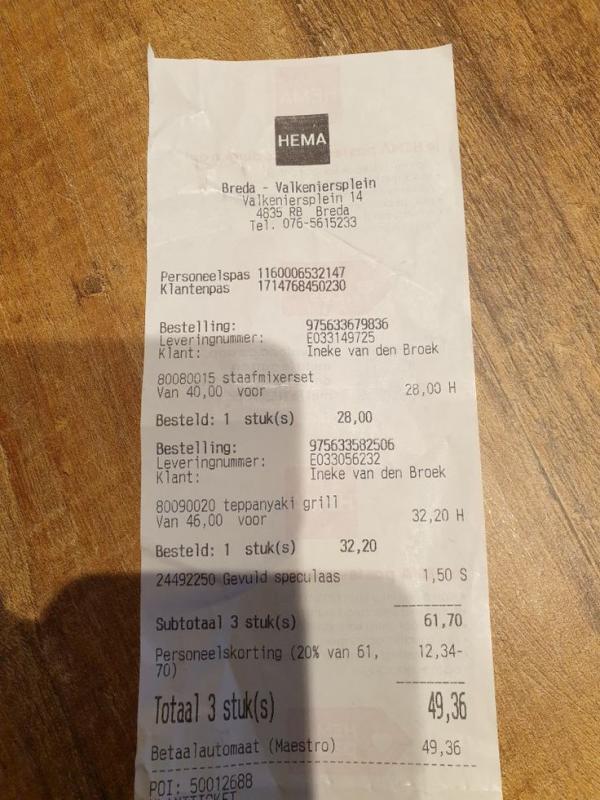 HEMA
Breda - Valkeniersplein
Valkeniersplein 14
4835 RB Breda
Tel. 076-5615233
Personeelspas 1160006532147
Klantenpas 1714768450230
Bestelling: 975633679836
Leveringnummer: E033149725
Klant: Ineke van den Broek
80080015 staafmixerset
Van 40,00 voor 28,00 H
Besteld: 1 stuk(s) 28,00
Bestelling: 975633582506
Leveringnummer: E033056232
Klant: Ineke van den Broek
80090020 teppanyaki grill
Van 46,00 voor 32,20 H
Besteld: 1 stuk(s) 32,20
24492250 Gevuld speculaas 1,50 S
Subtotaal 3 stuk(s) 61,70
Personeelskorting (20% van 61, 12,34-
70)
Totaal 3 stuk(s) 49,36
Betaalautomaat (Maestro) 49,36
POI: 50012688